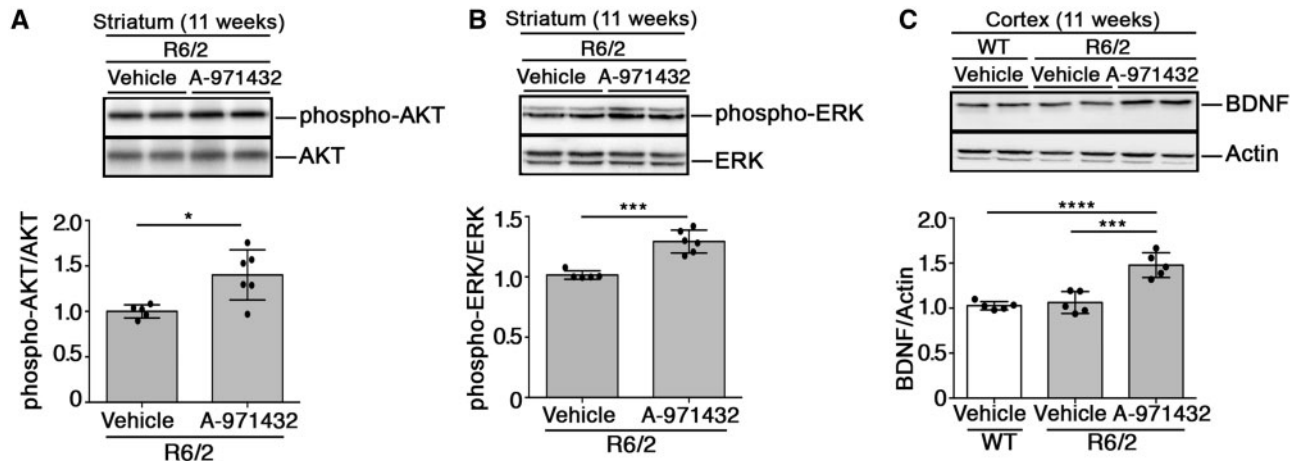 A
Striatum (11 weeks)
R6/2
Vehicle A-971432
phospho-AKT
AKT
phospho-AKT/AKT
2.0
1.5
1.0
0.5
0
*
Vehicle A-971432
R6/2
B
Striatum (11 weeks)
R6/2
Vehicle A-971432
phospho-ERK
ERK
phospho-ERK/ERK
1.5
1.0
0.5
0
***
Vehicle A-971432
R6/2
C
Cortex (11 weeks)
WT R6/2
Vehicle Vehicle A-971432
BDNF
Actin
BDNF/Actin
2.0
1.5
1.0
0.5
0
****
***
Vehicle Vehicle A-971432
WT R6/2